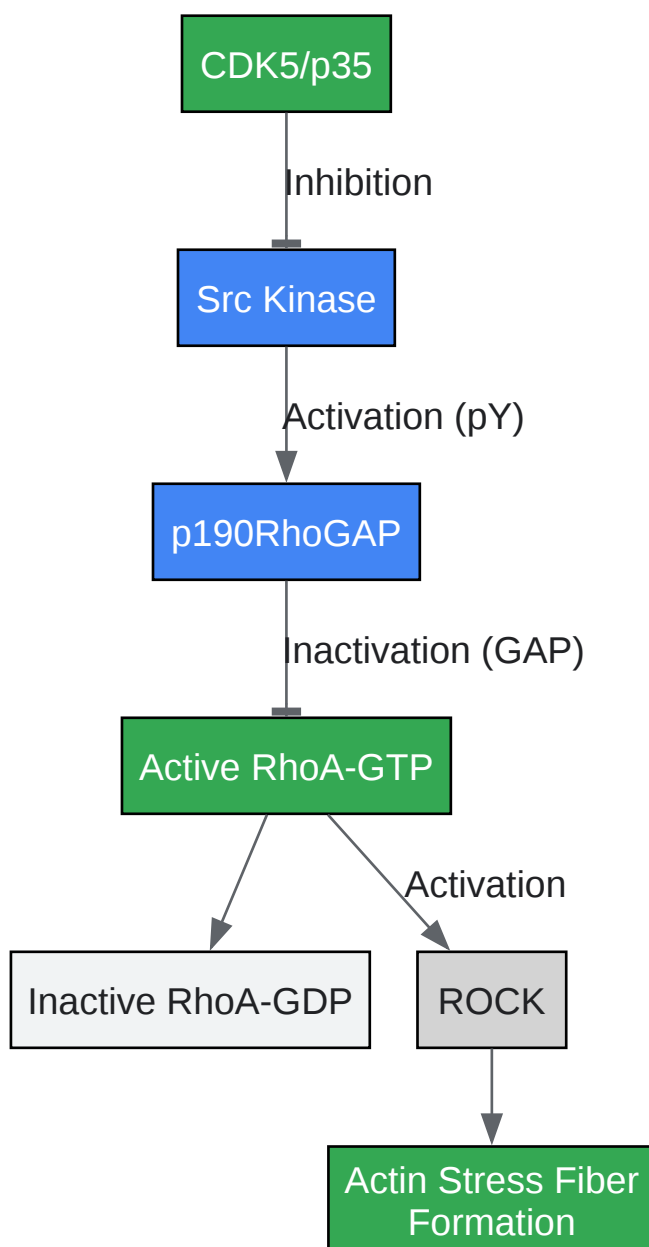 CDK5/p35
Inhibition
Src Kinase
Activation (pY)
p190RhoGAP
Inactivation (GAP)
Active RhoA-GTP
Activation
Inactive RhoA-GDP
ROCK
Actin Stress Fiber
Formation